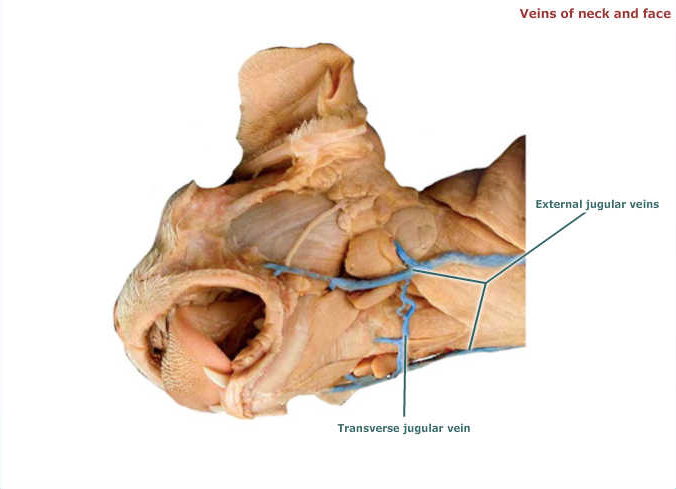 Veins of neck and face
External jugular veins
Transverse jugular vein